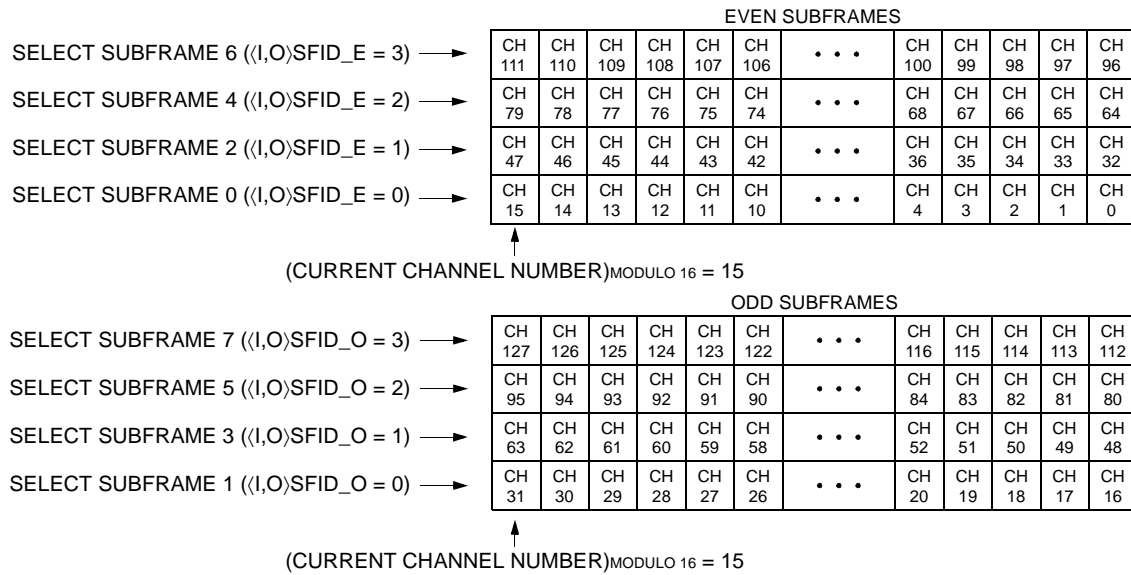 EVEN SUBFRAMES
SELECT SUBFRAME 6 (⟨I,O⟩SFID_E = 3) CH 111 CH 110 CH 109 CH 108 CH 107 CH 106 • • • CH 100 CH 99 CH 98 CH 97 CH 96
SELECT SUBFRAME 4 (⟨I,O⟩SFID_E = 2) CH 79 CH 78 CH 77 CH 76 CH 75 CH 74 • • • CH 68 CH 67 CH 66 CH 65 CH 64
SELECT SUBFRAME 2 (⟨I,O⟩SFID_E = 1) CH 47 CH 46 CH 45 CH 44 CH 43 CH 42 • • • CH 36 CH 35 CH 34 CH 33 CH 32
SELECT SUBFRAME 0 (⟨I,O⟩SFID_E = 0) CH 15 CH 14 CH 13 CH 12 CH 11 CH 10 • • • CH 4 CH 3 CH 2 CH 1 CH 0
(CURRENT CHANNEL NUMBER)MODULO 16 = 15
ODD SUBFRAMES
SELECT SUBFRAME 7 (⟨I,O⟩SFID_O = 3) CH 127 CH 126 CH 125 CH 124 CH 123 CH 122 • • • CH 116 CH 115 CH 114 CH 113 CH 112
SELECT SUBFRAME 5 (⟨I,O⟩SFID_O = 2) CH 95 CH 94 CH 93 CH 92 CH 91 CH 90 • • • CH 84 CH 83 CH 82 CH 81 CH 80
SELECT SUBFRAME 3 (⟨I,O⟩SFID_O = 1) CH 63 CH 62 CH 61 CH 60 CH 59 CH 58 • • • CH 52 CH 51 CH 50 CH 49 CH 48
SELECT SUBFRAME 1 (⟨I,O⟩SFID_O = 0) CH 31 CH 30 CH 29 CH 28 CH 27 CH 26 • • • CH 20 CH 19 CH 18 CH 17 CH 16
(CURRENT CHANNEL NUMBER)MODULO 16 = 15